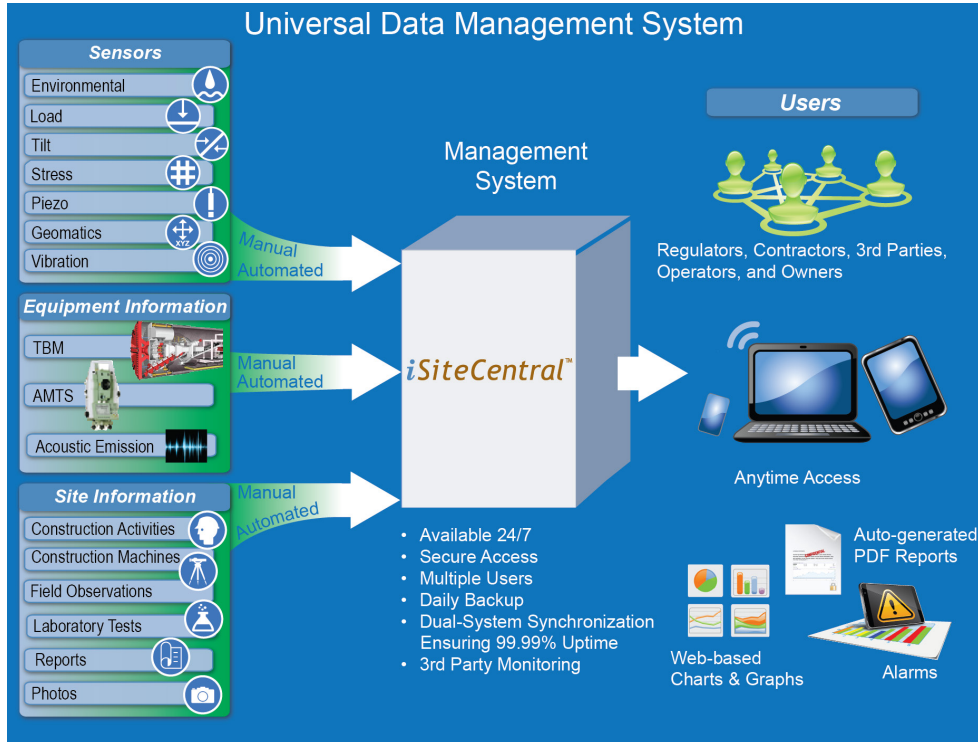 Universal Data Management System
Sensors
Environmental
Load
Tilt
Stress
Piezo
Geomatics
XYZ
Vibration
Manual
Automated
Equipment Information
TBM
AMTS
Acoustic Emission
Manual
Automated
Site Information
Construction Activities
Construction Machines
Field Observations
Laboratory Tests
Reports
Photos
Manual
Automated
Management
System
iSiteCentral™
• Available 24/7
• Secure Access
• Multiple Users
• Daily Backup
• Dual-System Synchronization
Ensuring 99.99% Uptime
• 3rd Party Monitoring
Users
Regulators, Contractors, 3rd Parties,
Operators, and Owners
Anytime Access
Auto-generated
PDF Reports
Web-based
Charts & Graphs
Alarms